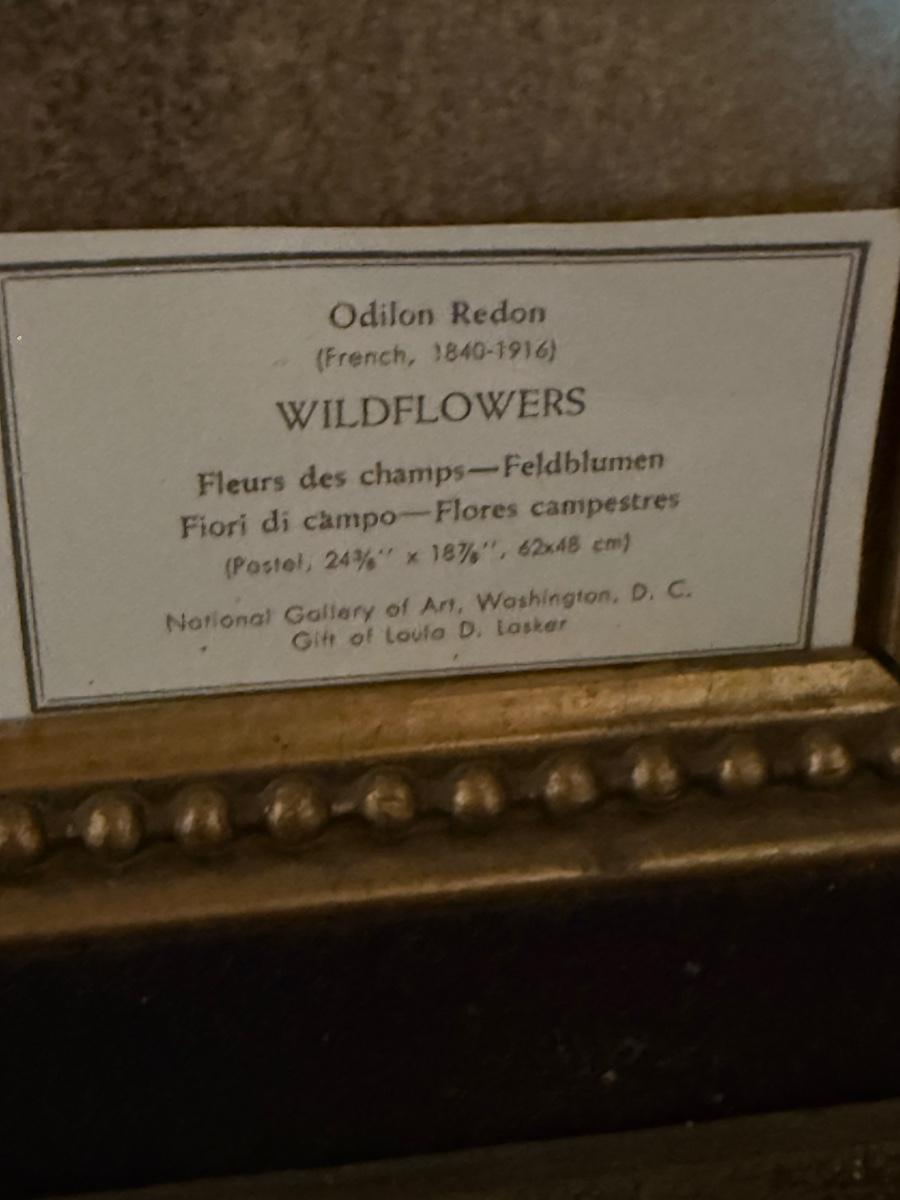 Odilon Redon
(French, 1840-1916)
WILDFLOWERS
Fleurs des champs—Feldblumen
Fiori di campo—Flores campestres
(Pastel, 24⅜'' x 18⅞'', 62x48 cm)
National Gallery of Art, Washington, D. C.
Gift of Loula D. Lasker